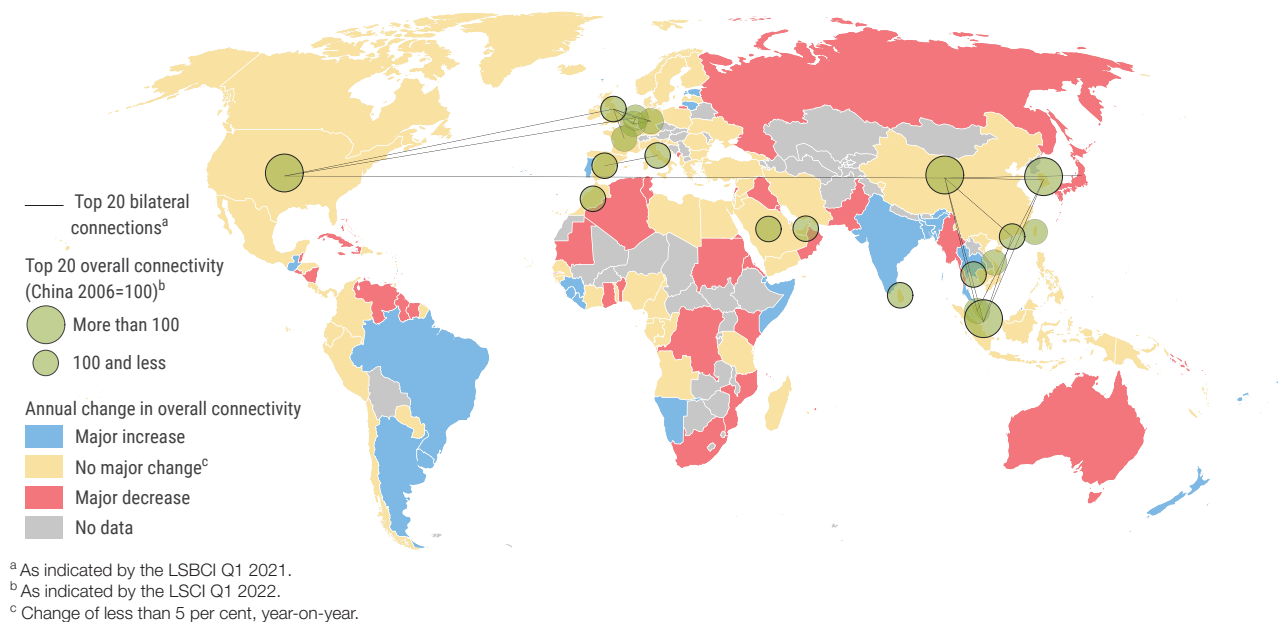 Top 20 bilateral
connectionsᵃ
Top 20 overall connectivity
(China 2006=100)ᵇ
More than 100
100 and less
Annual change in overall connectivity
Major increase
No major changeᶜ
Major decrease
No data
ᵃ As indicated by the LSBCI Q1 2021.
ᵇ As indicated by the LSCI Q1 2022.
ᶜ Change of less than 5 per cent, year-on-year.